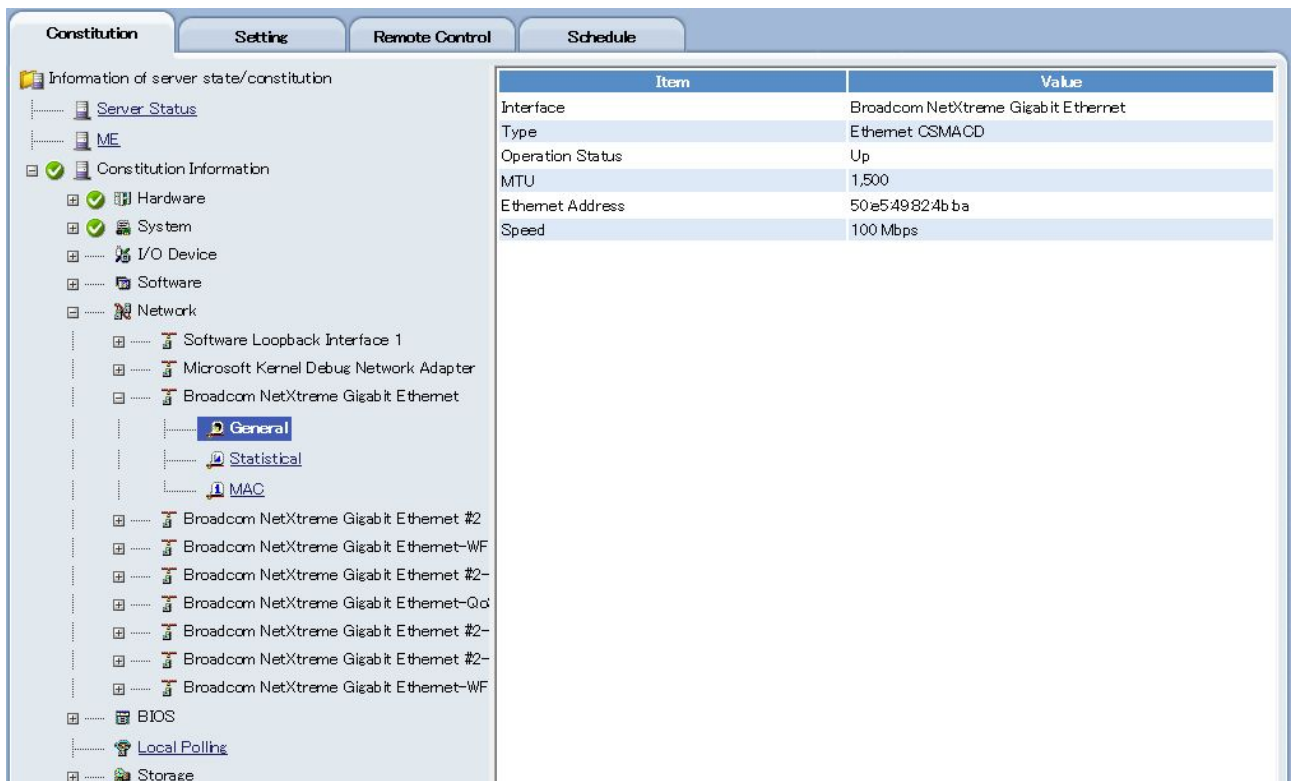 Constitution
Setting
Remote Control
Schedule
Information of server state/constitution
Server Status
ME
Constitution Information
Hardware
System
I/O Device
Software
Network
Software Loopback Interface 1
Microsoft Kernel Debug Network Adapter
Broadcom NetXtreme Gigabit Ethernet
General
Statistical
MAC
Broadcom NetXtreme Gigabit Ethernet #2
Broadcom NetXtreme Gigabit Ethernet-WF
Broadcom NetXtreme Gigabit Ethernet #2-
Broadcom NetXtreme Gigabit Ethernet-Qo
Broadcom NetXtreme Gigabit Ethernet #2-
Broadcom NetXtreme Gigabit Ethernet #2-
Broadcom NetXtreme Gigabit Ethernet-WF
BIOS
Local Polling
Storage
Item Value
Interface Broadcom NetXtreme Gigabit Ethernet
Type Ethernet CSMACD
Operation Status Up
MTU 1,500
Ethernet Address 50:e5:49:82:4b:ba
Speed 100 Mbps